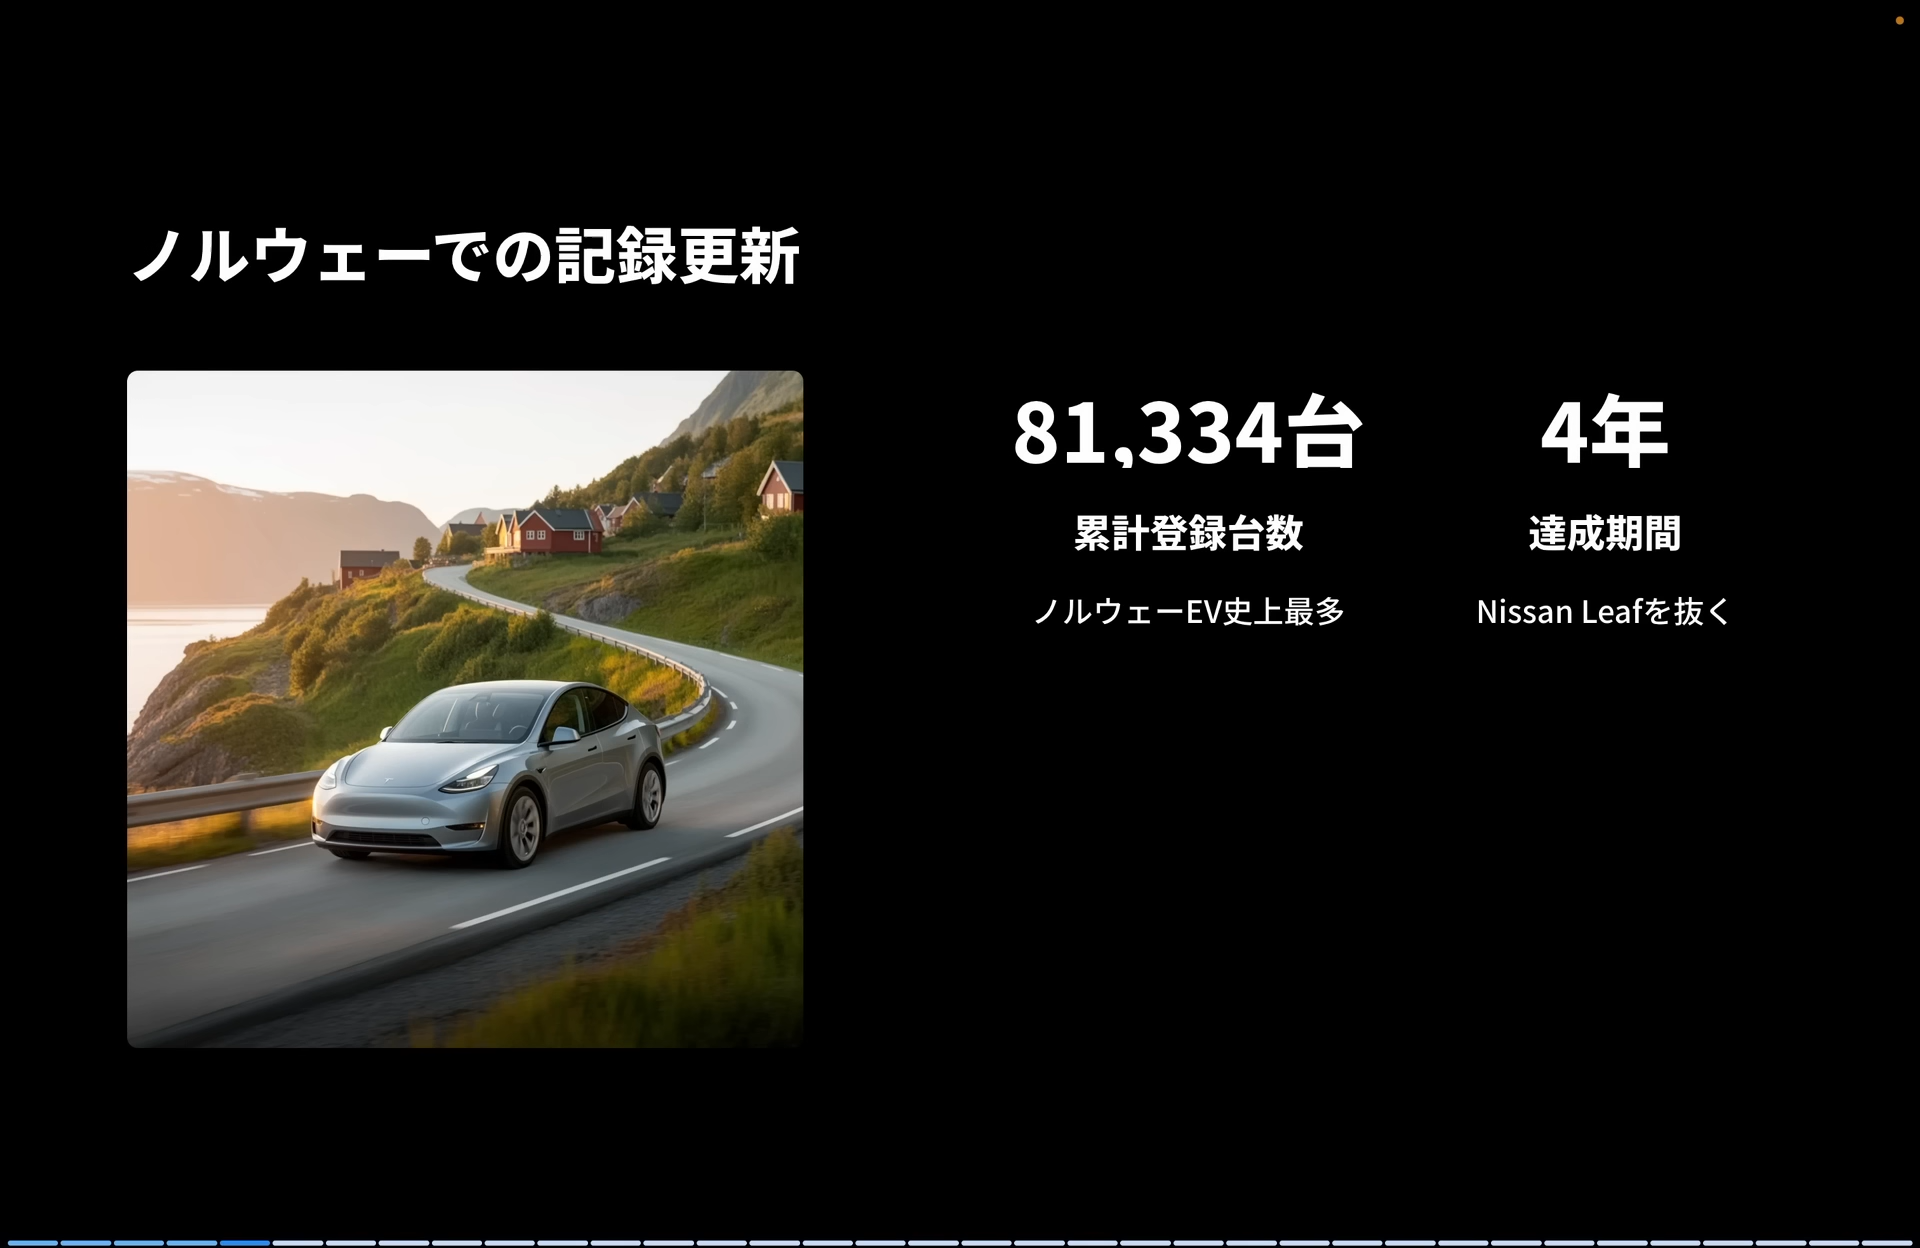 ノルウェーでの記録更新
81,334台
累計登録台数
ノルウェーEV史上最多
4年
達成期間
Nissan Leafを抜く